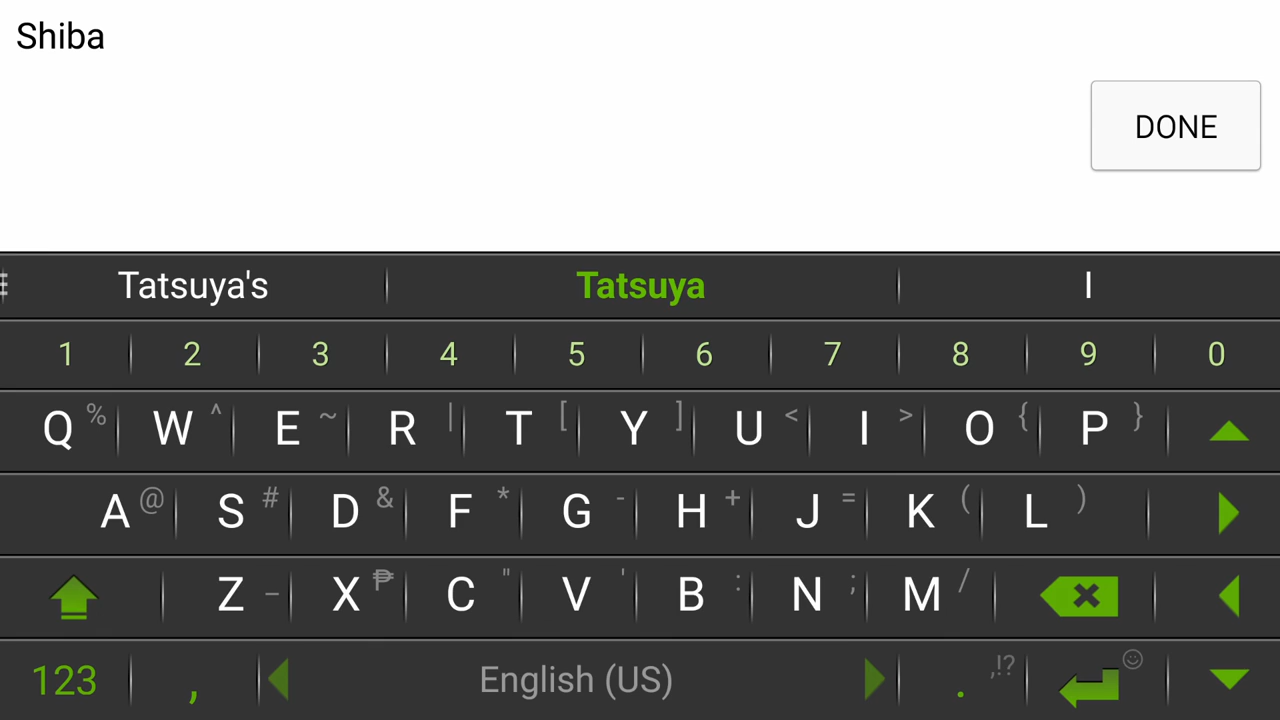 Shiba
DONE
Tatsuya's Tatsuya I
1 2 3 4 5 6 7 8 9 0
Q % W ^ E ~ R | T [ Y ] U < I > O { P }
A @ S # D & F * G - H + J = K ( L )
Z _ X ₱ C " V ' B : N ; M /
123 , English (US) . ,!?